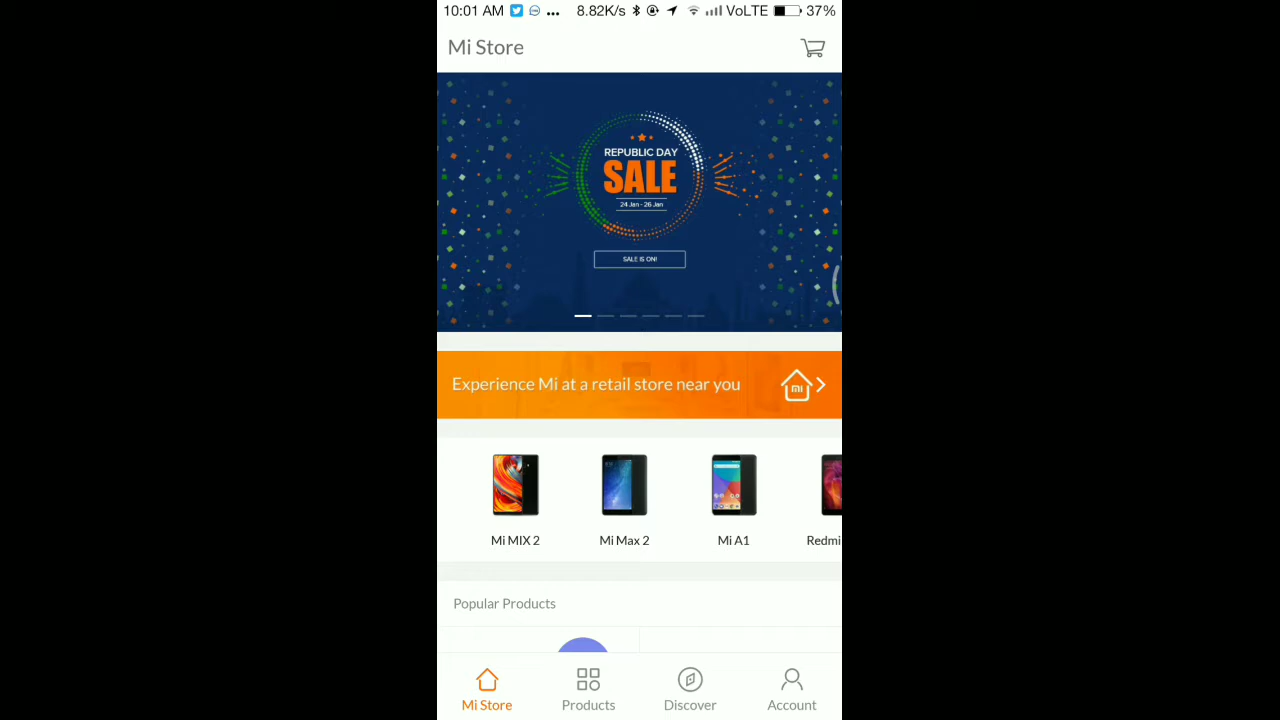 10:01 AM ... 8.82K/s VoLTE 37%
Mi Store
REPUBLIC DAY
SALE
24 Jan - 26 Jan
SALE IS ON!
Experience Mi at a retail store near you
mi
Mi MIX 2 Mi Max 2 Mi A1 Redmi
Popular Products
Mi Store Products Discover Account